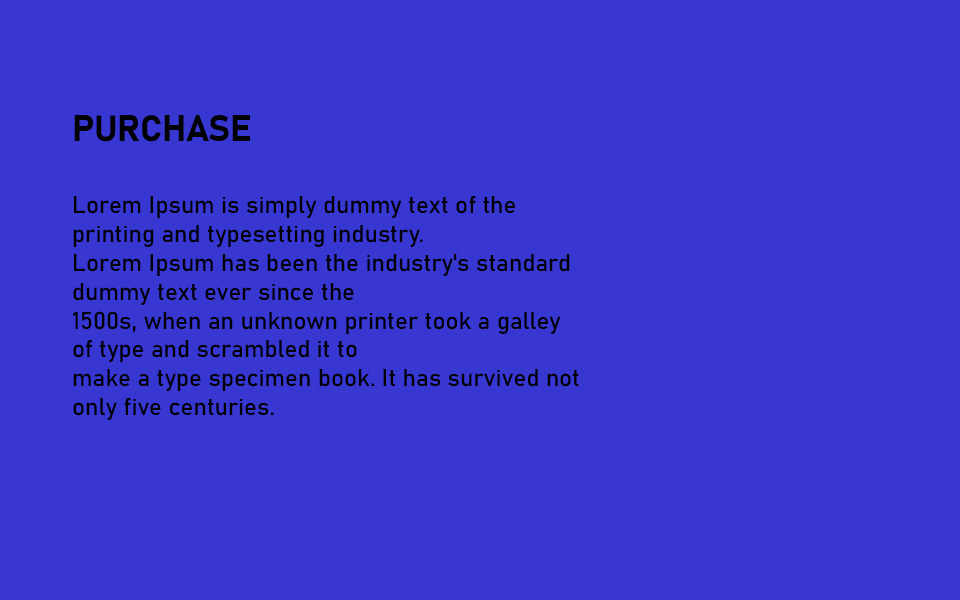 PURCHASE
Lorem Ipsum is simply dummy text of the
printing and typesetting industry.
Lorem Ipsum has been the industry's standard
dummy text ever since the
1500s, when an unknown printer took a galley
of type and scrambled it to
make a type specimen book. It has survived not
only five centuries.